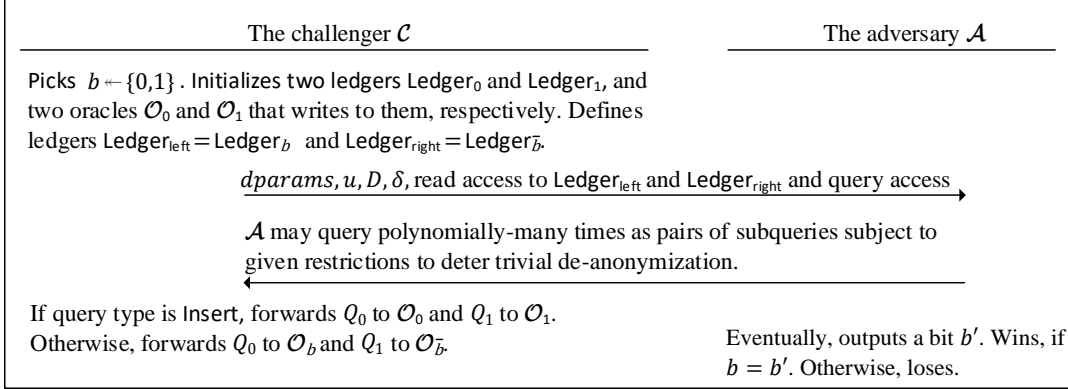 The challenger 𝒞
The adversary 𝒜
Picks b ← {0,1} . Initializes two ledgers Ledger₀ and Ledger₁, and
two oracles 𝒪₀ and 𝒪₁ that writes to them, respectively. Defines
ledgers Ledger_left = Ledger_b and Ledger_right = Ledger_b̄.
dparams, u, D, δ, read access to Ledger_left and Ledger_right and query access
𝒜 may query polynomially-many times as pairs of subqueries subject to
given restrictions to deter trivial de-anonymization.
If query type is Insert, forwards Q₀ to 𝒪₀ and Q₁ to 𝒪₁.
Otherwise, forwards Q₀ to 𝒪_b and Q₁ to 𝒪_b̄.
Eventually, outputs a bit b′. Wins, if
b = b′. Otherwise, loses.